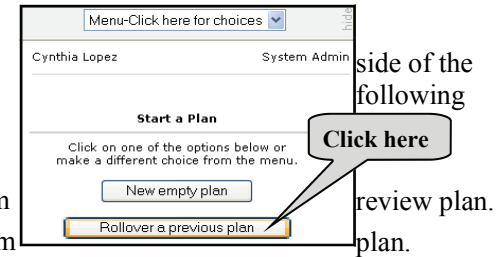 Menu-Click here for choices
hide
Cynthia Lopez System Admin
side of the
following
Start a Plan
Click here
Click on one of the options below or
make a different choice from the menu.
New empty plan
review plan.
Rollover a previous plan
plan.